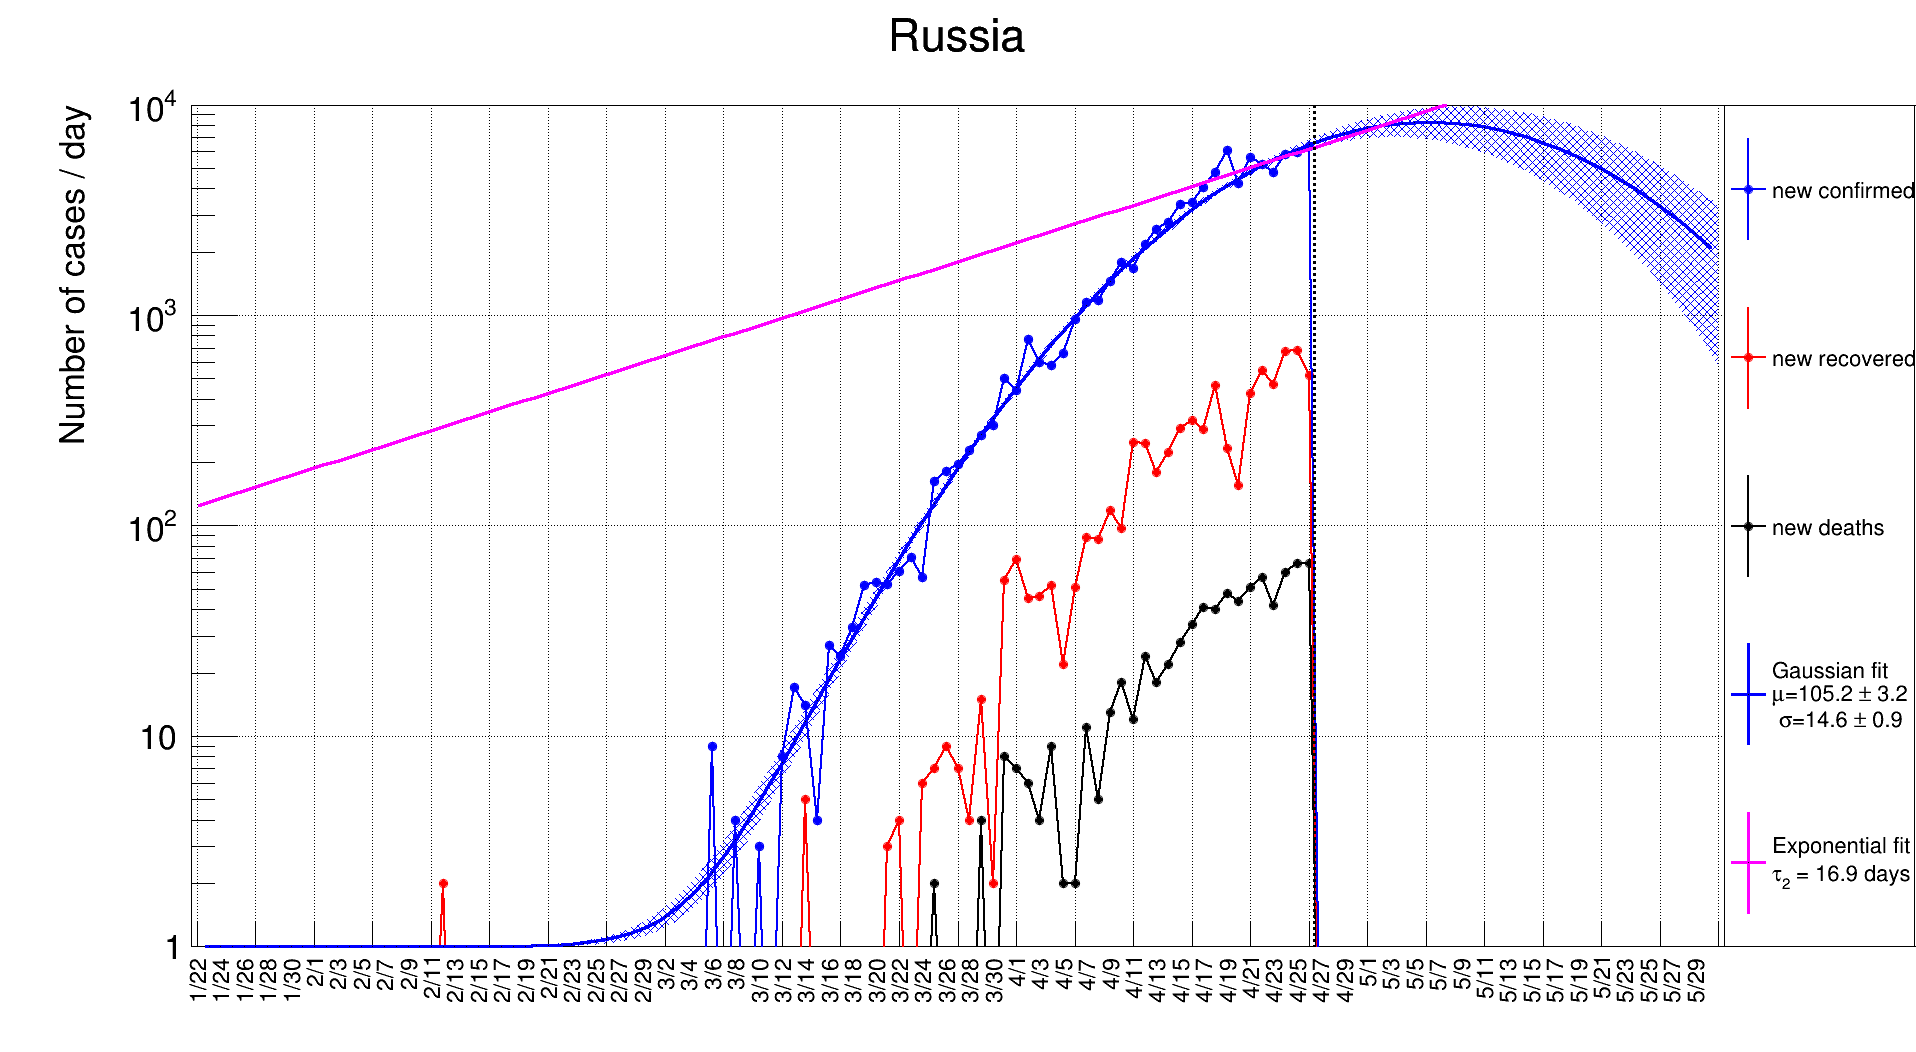 Russia
Number of cases / day
10⁴
10³
10²
10
1
1/22 1/24 1/26 1/28 1/30 2/1 2/3 2/5 2/7 2/9 2/11 2/13 2/15 2/17 2/19 2/21 2/23 2/25 2/27 2/29 3/2 3/4 3/6 3/8 3/10 3/12 3/14 3/16 3/18 3/20 3/22 3/24 3/26 3/28 3/30 4/1 4/3 4/5 4/7 4/9 4/11 4/13 4/15 4/17 4/19 4/21 4/23 4/25 4/27 4/29 5/1 5/3 5/5 5/7 5/9 5/11 5/13 5/15 5/17 5/19 5/21 5/23 5/25 5/27 5/29
new confirmed
new recovered
new deaths
Gaussian fit
μ=105.2 ± 3.2
σ=14.6 ± 0.9
Exponential fit
τ₂ = 16.9 days